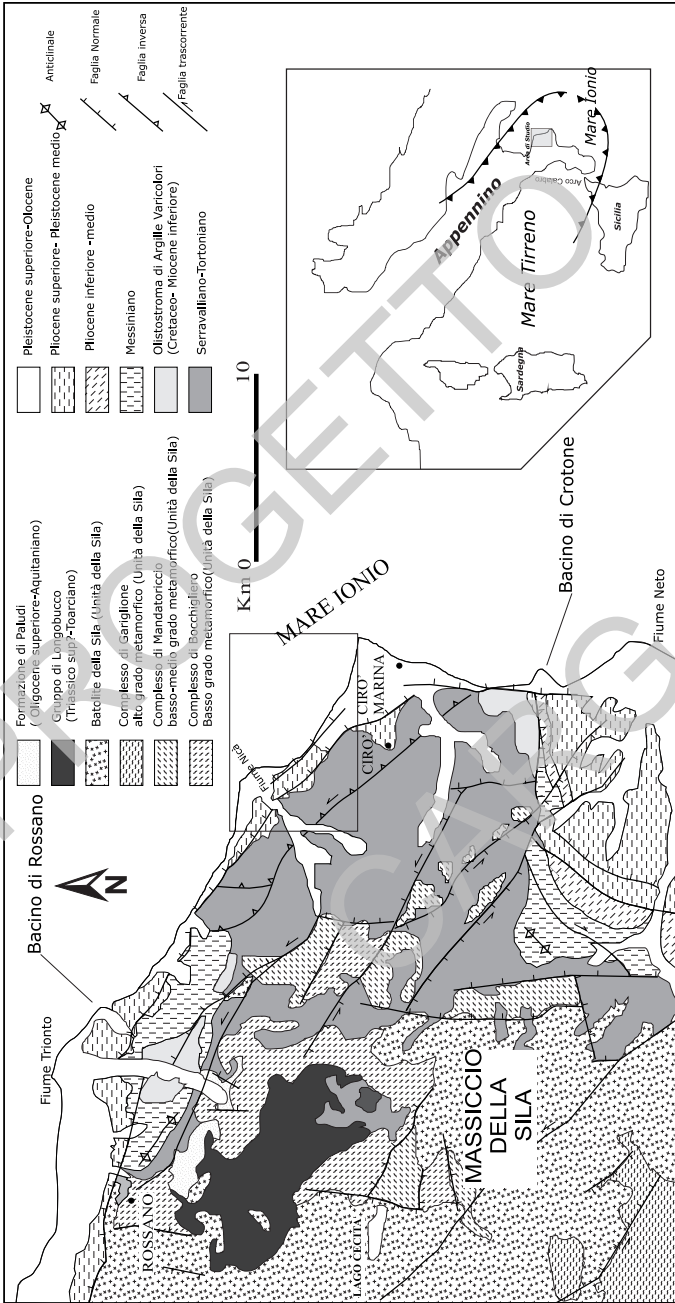 Formazione di Paludi
( Oligocene superiore-Aquitaniano)
Gruppo di Longobucco
(Triassico sup?-Toarciano)
Batolite della Sila (Unità della Sila)
Complesso di Gariglione
alto grado metamorfico (Unità della Sila)
Complesso di Mandatoriccio
basso-medio grado metamorfico(Unità della Sila)
Complesso di Bocchigliero
Basso grado metamorfico(Unità della Sila)
Pleistocene superiore-Olocene
Pliocene superiore- Pleistocene medio
Pliocene inferiore -medio
Messiniano
Olistostroma di Argille Varicolori
(Cretaceo- Miocene inferiore)
Serravalliano-Tortoniano
Anticlinale
Faglia Normale
Faglia inversa
Faglia trascorrente
Km 0
10
N
Bacino di Rossano
Fiume Trionto
ROSSANO
LAGO CECITA
MASSICCIO
DELLA
SILA
Fiume Nicà
CIRO'
CIRO'
MARINA
MARE IONIO
Bacino di Crotone
Fiume Neto
Appennino
Mare Tirreno
Mare Ionio
Sardegna
Sicilia
Arco Calabro
Area di Studio
PROGETTO
CARG